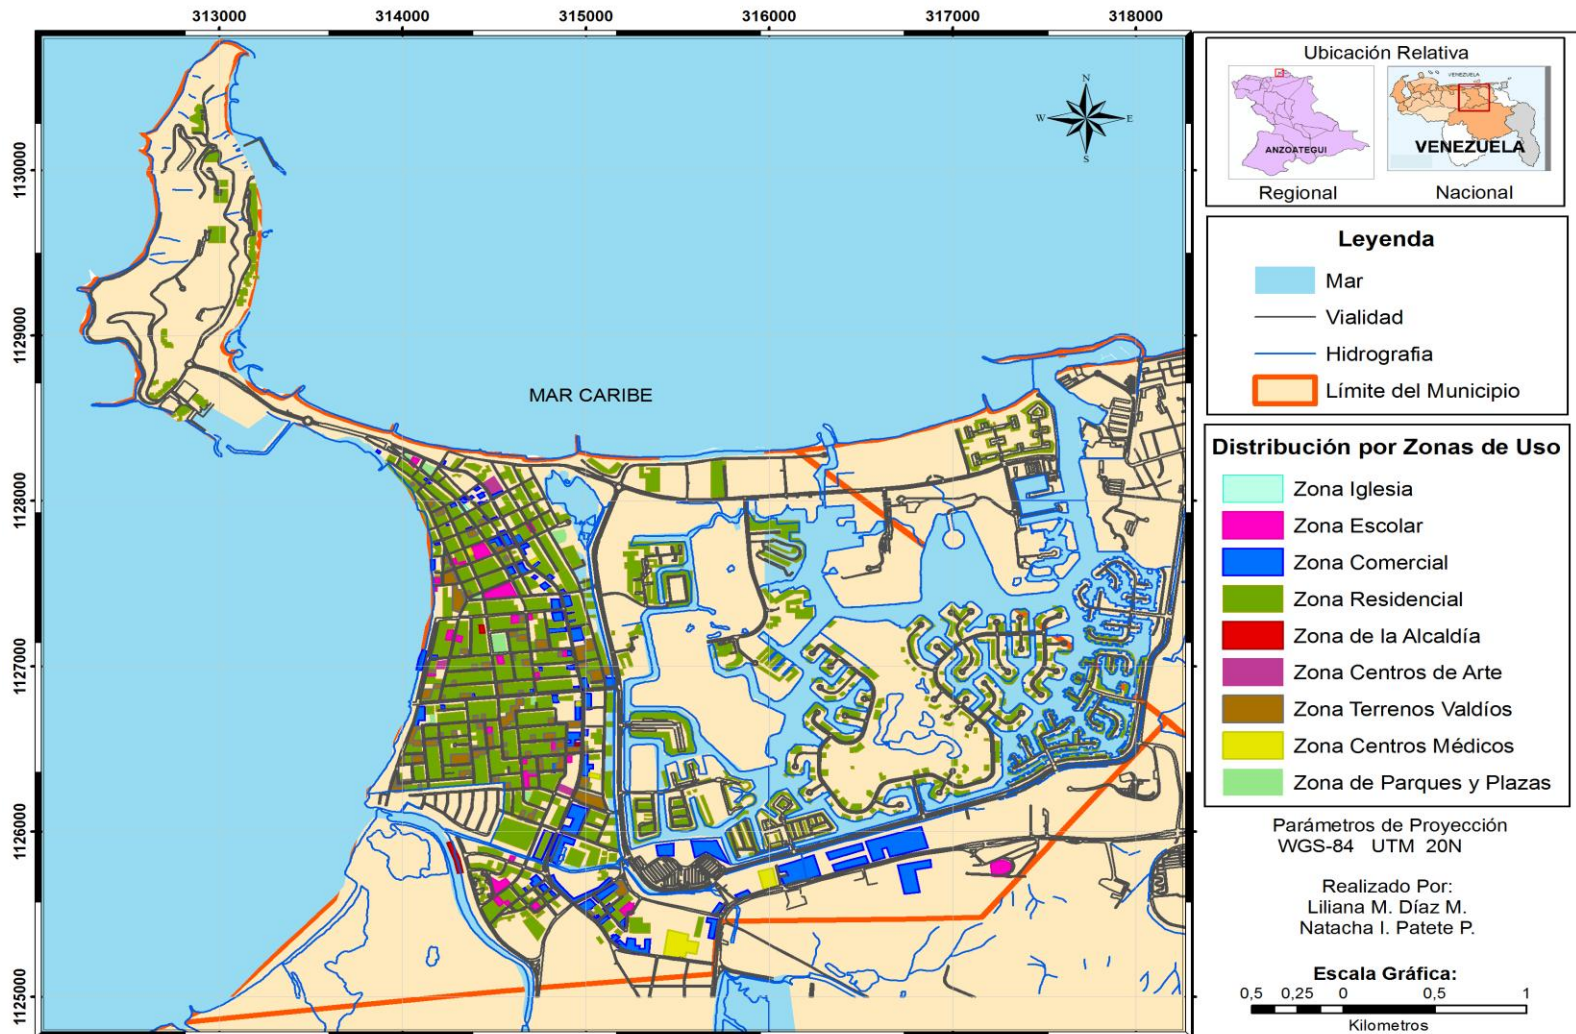 313000 314000 315000 316000 317000 318000
1130000
1129000
1128000
1127000
1126000
1125000
N
W E
S
MAR CARIBE
Ubicación Relativa
ANZOATEGUI
VENEZUELA
VENEZUELA
Regional Nacional
Leyenda
Mar
Vialidad
Hidrografia
Límite del Municipio
Distribución por Zonas de Uso
Zona Iglesia
Zona Escolar
Zona Comercial
Zona Residencial
Zona de la Alcaldía
Zona Centros de Arte
Zona Terrenos Valdíos
Zona Centros Médicos
Zona de Parques y Plazas
Parámetros de Proyección
WGS-84 UTM 20N
Realizado Por:
Liliana M. Díaz M.
Natacha I. Patete P.
Escala Gráfica:
0,5 0,25 0 0,5 1
Kilometros